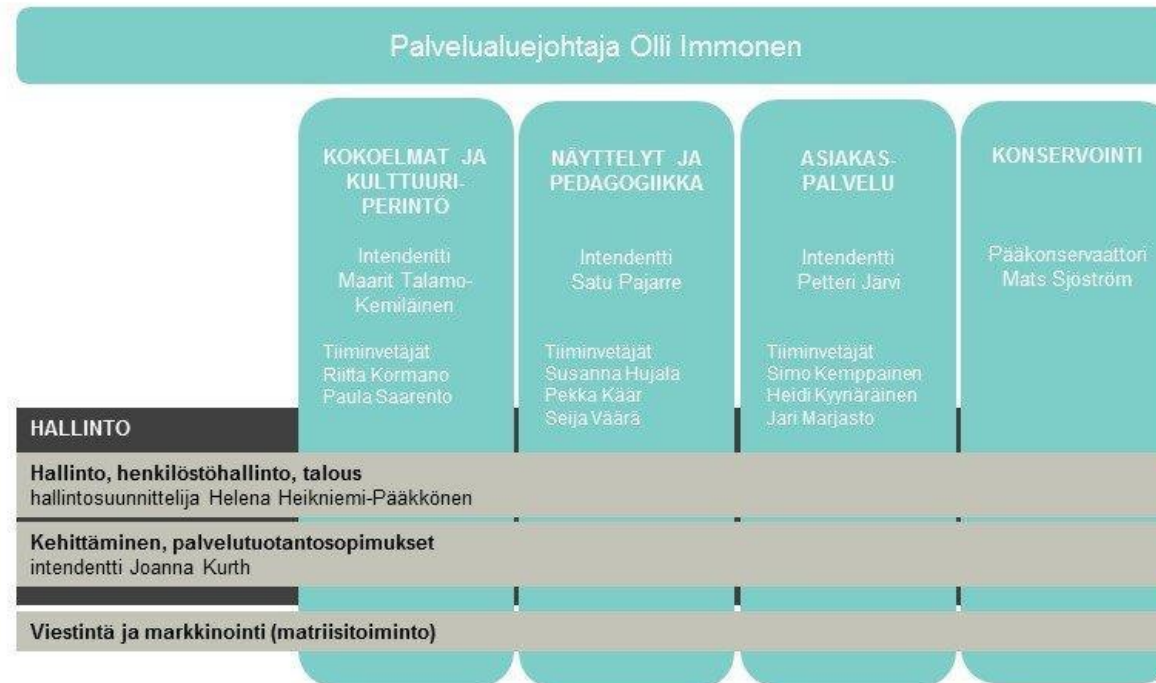 Palvelualuejohtaja Olli Immonen
KOKOELMAT JA
KULTTUURI-
PERINTÖ
Intendentti
Maarit Talamo-
Kemiläinen
Tiiminvetäjät
Riitta Kormano
Paula Saarento
NÄYTTELYT JA
PEDAGOGIIKKA
Intendentti
Satu Pajarre
Tiiminvetäjät
Susanna Hujala
Pekka Käär
Seija Väärä
ASIAKAS-
PALVELU
Intendentti
Petteri Järvi
Tiiminvetäjät
Simo Kemppainen
Heidi Kyynäräinen
Jari Marjasto
KONSERVOINTI
Pääkonservaattori
Mats Sjöström
HALLINTO
Hallinto, henkilöstöhallinto, talous
hallintosuunnittelija Helena Heikniemi-Pääkkönen
Kehittäminen, palvelutuotantosopimukset
intendentti Joanna Kurth
Viestintä ja markkinointi (matriisitoiminto)